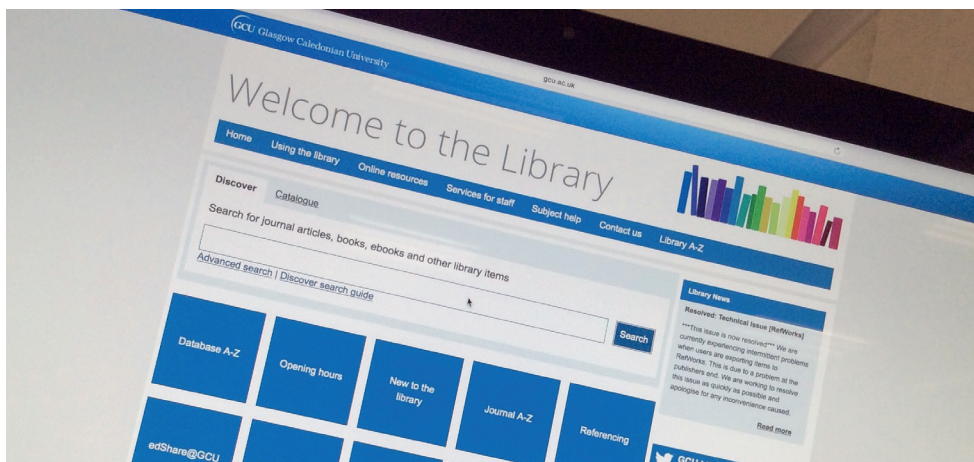 GCU Glasgow Caledonian University
gcu.ac.uk
Welcome to the Library
Home Using the library Online resources Services for staff Subject help Contact us Library A-Z
Discover Catalogue
Search for journal articles, books, ebooks and other library items
Search
Advanced search | Discover search guide
Library News
Resolved: Technical Issue [RefWorks]
***This issue is now resolved*** We are
currently experiencing intermittent problems
when users are exporting items to
RefWorks. This is due to a problem at the
publishers end. We are working to resolve
this issue as quickly as possible and
apologise for any inconvenience caused.
Read more
Database A-Z
Opening hours
New to the
library
Journal A-Z
Referencing
edShare@GCU
GCU